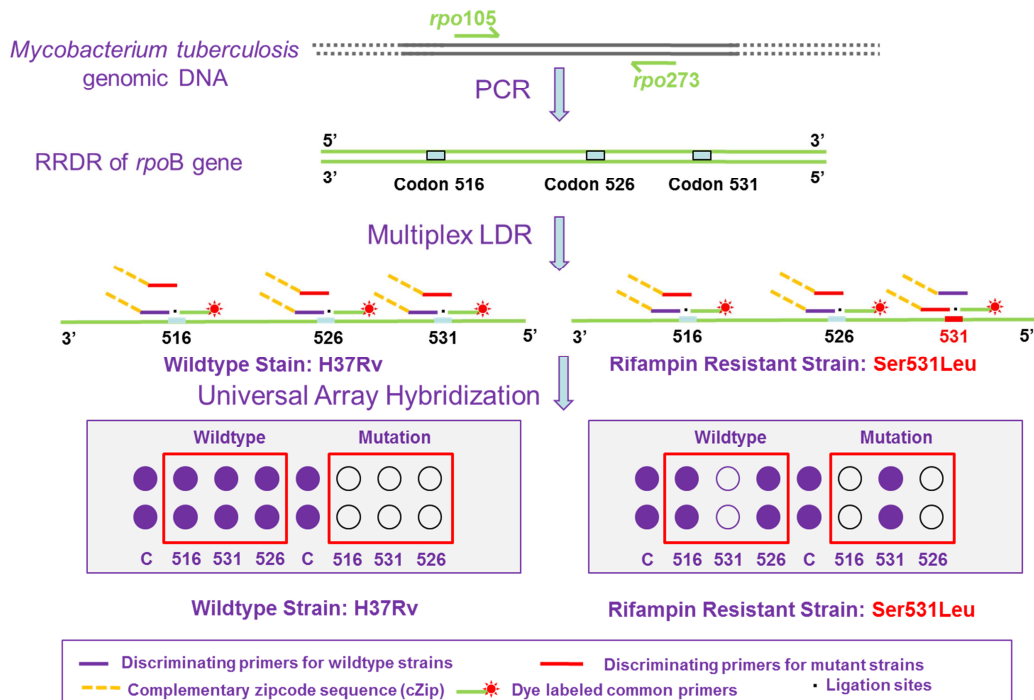 rpo105
Mycobacterium tuberculosis
genomic DNA
rpo273
PCR
5’ 3’
RRDR of rpoB gene
3’ 5’
Codon 516 Codon 526 Codon 531
Multiplex LDR
3’ 516 526 531 5’
3’ 516 526 531 5’
Wildtype Stain: H37Rv
Rifampin Resistant Strain: Ser531Leu
Universal Array Hybridization
Wildtype Mutation
C 516 531 526 C 516 531 526
Wildtype Mutation
C 516 531 526 C 516 531 526
Wildtype Strain: H37Rv
Rifampin Resistant Strain: Ser531Leu
Discriminating primers for wildtype strains
Discriminating primers for mutant strains
Complementary zipcode sequence (cZip)
Dye labeled common primers
Ligation sites